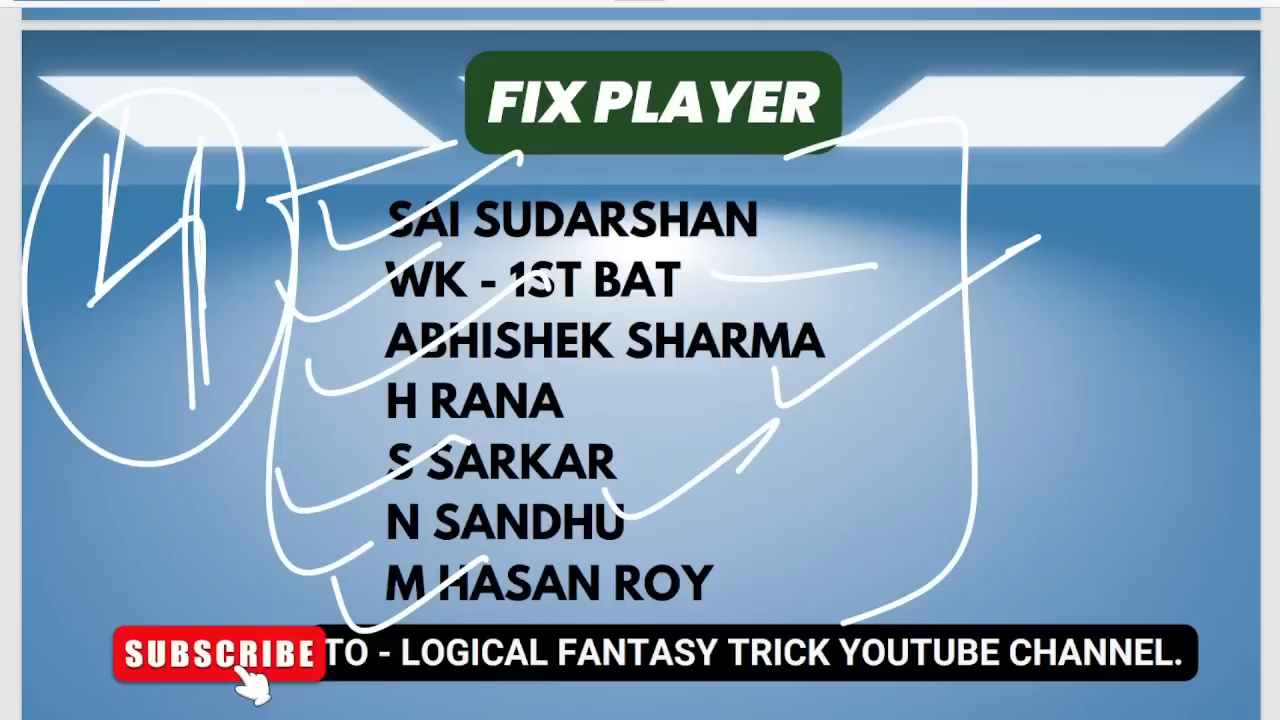 FIX PLAYER
4
SAI SUDARSHAN
WK - 1ST BAT
ABHISHEK SHARMA
H RANA
S SARKAR
N SANDHU
M HASAN ROY
SUBSCRIBE TO - LOGICAL FANTASY TRICK YOUTUBE CHANNEL.